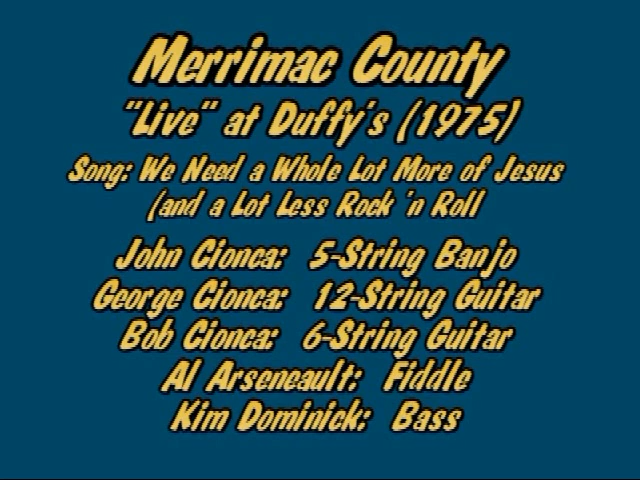 Merrimac County
"Live" at Duffy's (1975)
Song: We Need a Whole Lot More of Jesus
(and a Lot Less Rock 'n Roll
John Cionca: 5-String Banjo
George Cionca: 12-String Guitar
Bob Cionca: 6-String Guitar
Al Arseneault: Fiddle
Kim Dominick: Bass